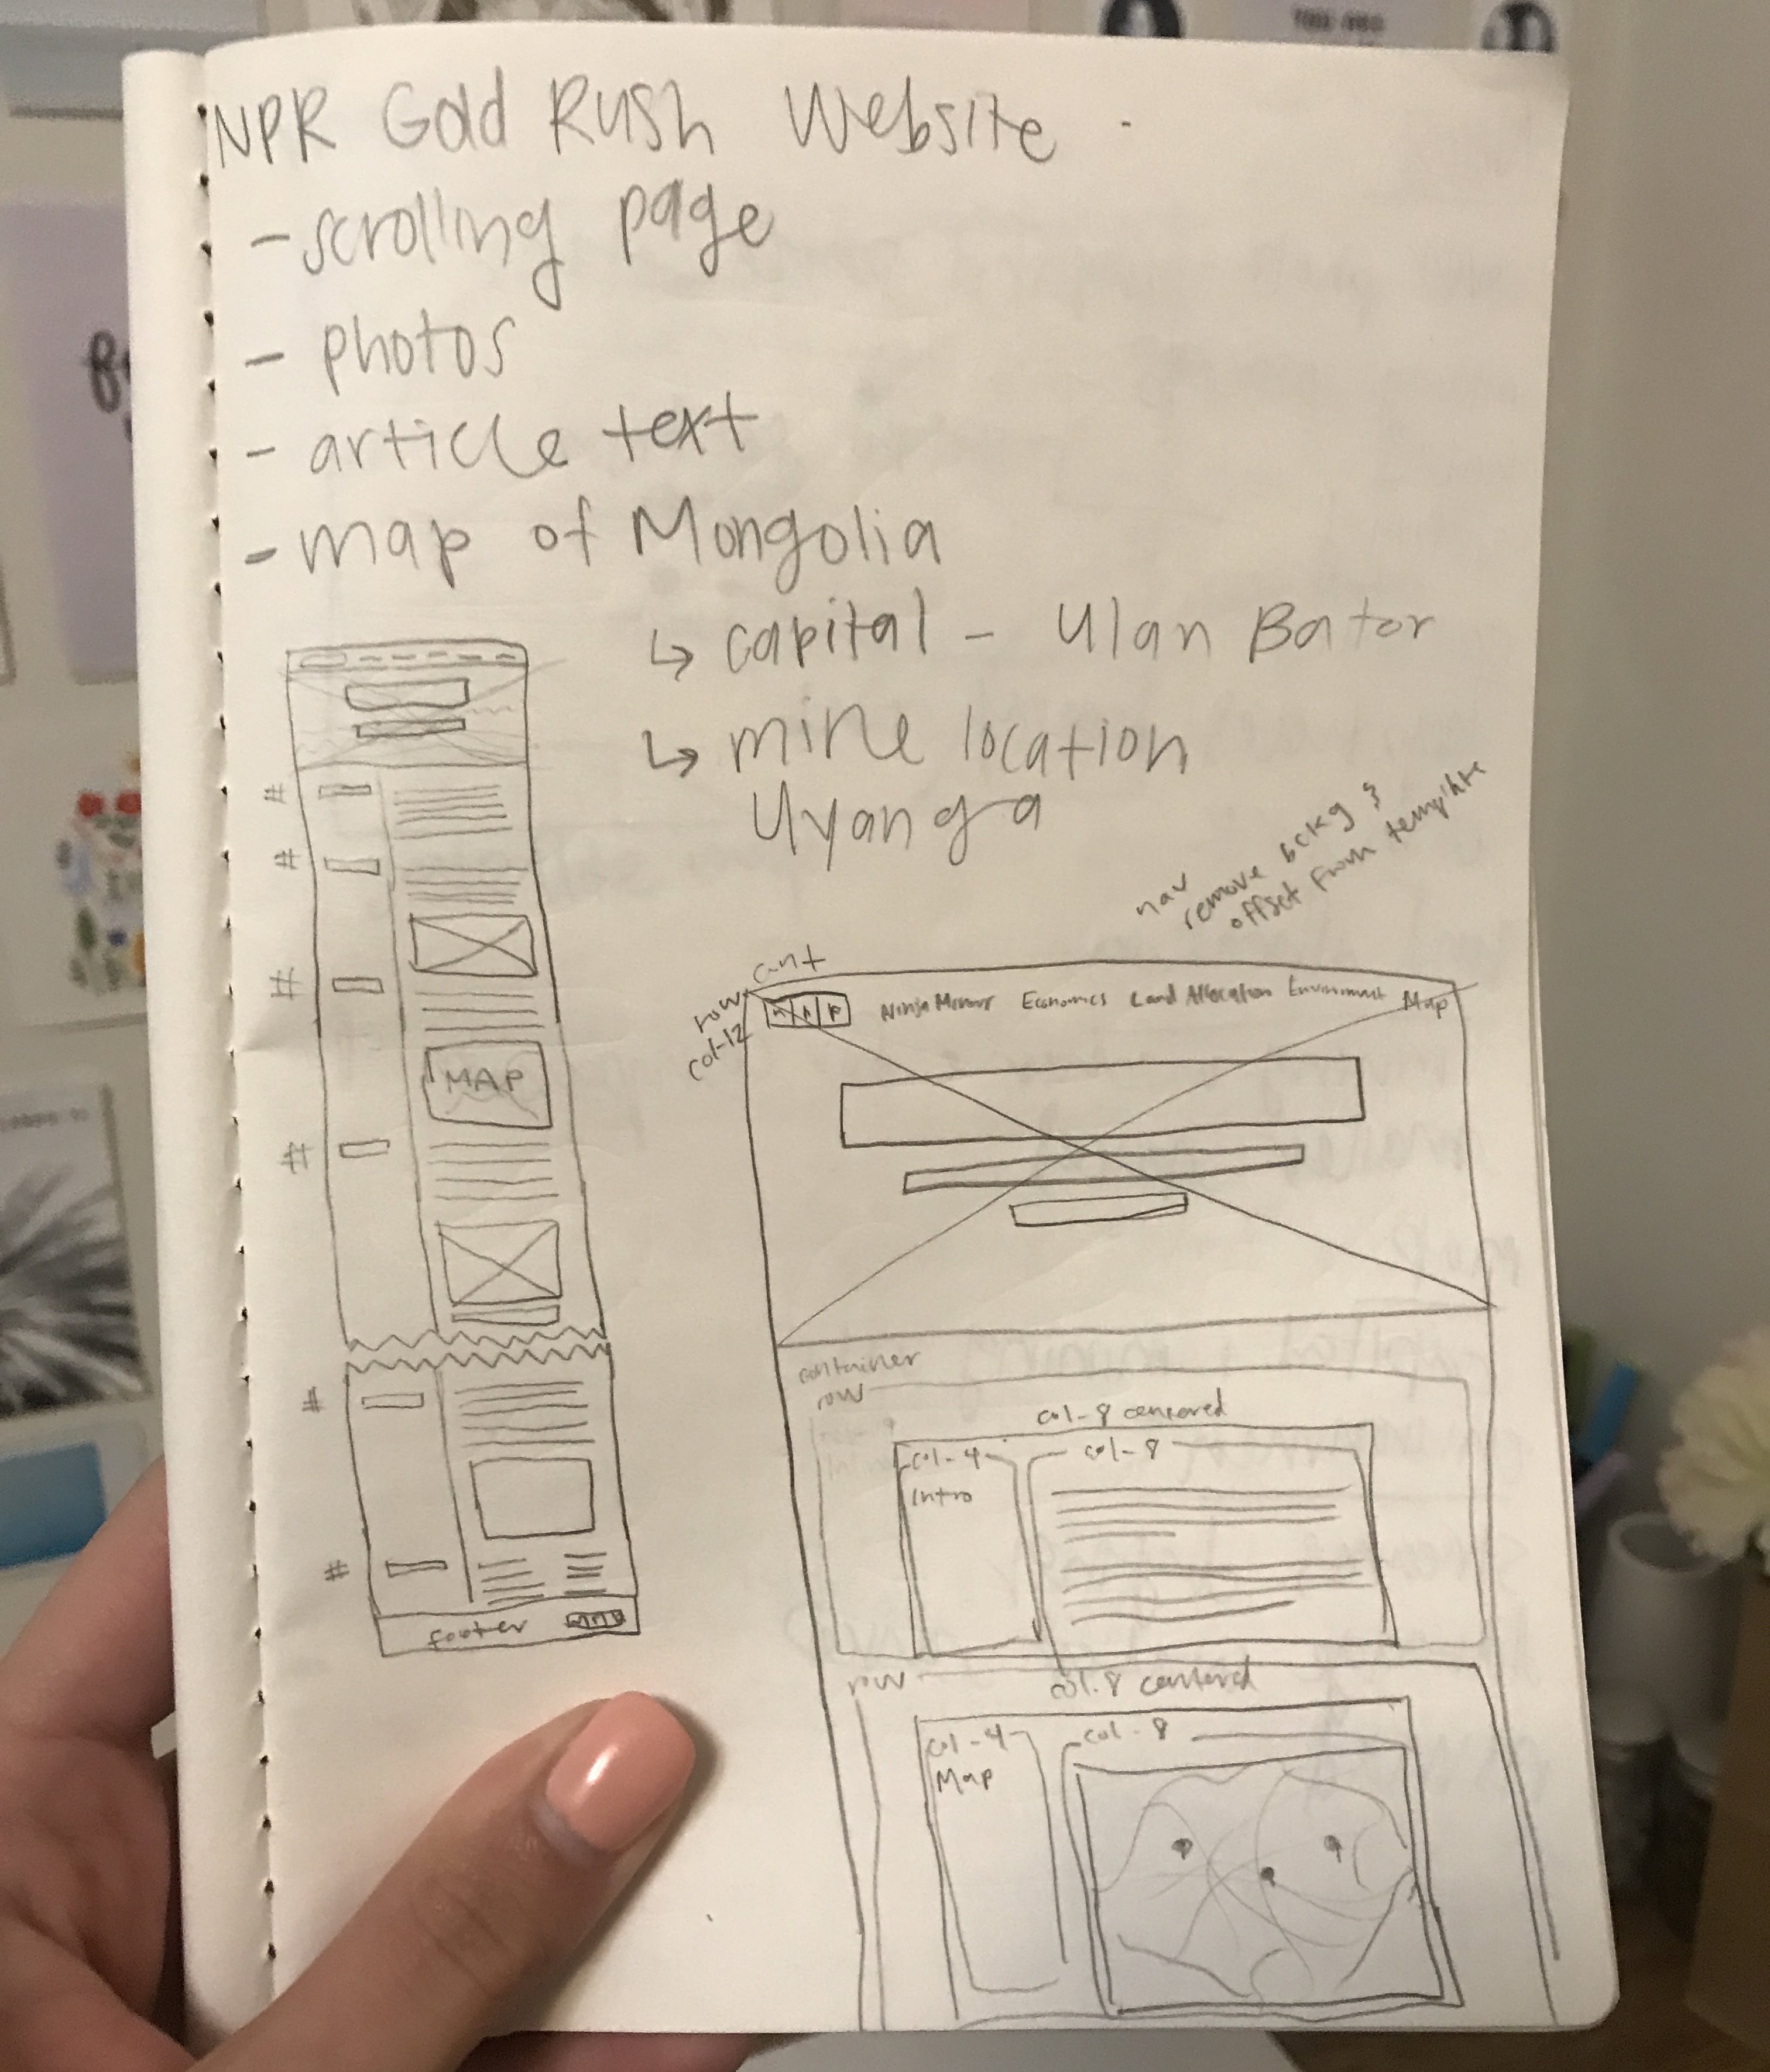 NPR Gold Rush Website
- scrolling page
- photos
- article text
- map of Mongolia
↳ capital - Ulan Bator
↳ mine location
Uyanga
nav
remove bckg &
offset from template
#
#
#
MAP
#
#
#
footer
row
col-12
n p r
Ninja Miner
Economics
Land Allocation
Environment
Map
container
row
col-8 centered
col-4
col-8
Intro
row
col-8 centered
col-4
col-8
Map